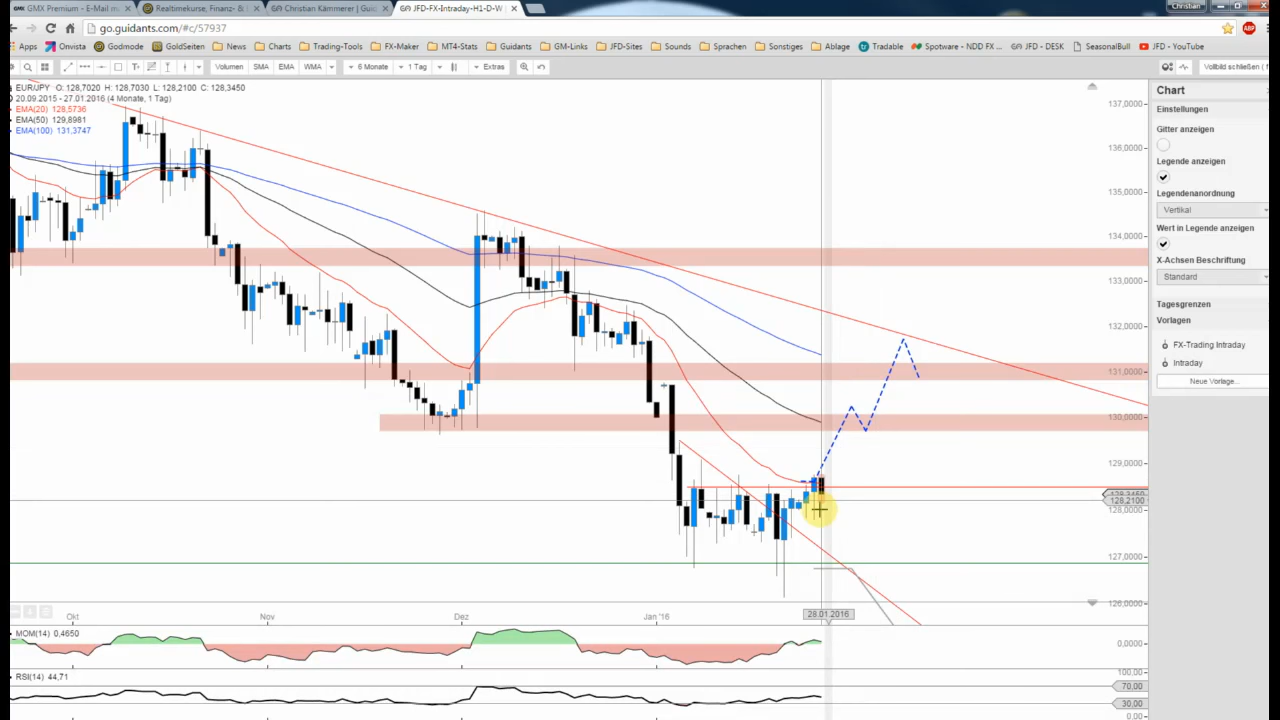 GMX Premium - E-Mail m
Realtimekurse, Finanz- &
Christian Kämmerer | Guid
JFD-FX-Intraday-H1-D-W
Christian
go.guidants.com/#c/57937
Apps Onvista Godmode GoldSeiten News Charts Trading-Tools FX-Maker MT4-Stats Guidants GM-Links JFD-Sites Sounds Sprachen Sonstiges Ablage Tradable Spotware - NDD FX ... JFD - DESK SeasonalBull JFD - YouTube
Volumen SMA EMA WMA 6 Monate 1 Tag Extras Vollbild schließen (
EUR/JPY O: 128,7020 H: 128,7030 L: 128,2100 C: 128,3450
20.09.2015 - 27.01.2016 (4 Monate, 1 Tag)
EMA(20) 128,5736
EMA(50) 129,8981
EMA(100) 131,3747
137,0000
136,0000
135,0000
134,0000
133,0000
132,0000
131,0000
130,0000
129,0000
128,3450
128,2100
128,0000
127,0000
126,0000
Okt Nov Dez Jan '16 28.01.2016
MOM(14) 0,4650
0,0000
RSI(14) 44,71
100,00
70,00
30,00
0,00
Chart
Einstellungen
Gitter anzeigen
Legende anzeigen
Legendenanordnung
Vertikal
Wert in Legende anzeigen
X-Achsen Beschriftung
Standard
Tagesgrenzen
Vorlagen
FX-Trading Intraday
Intraday
Neue Vorlage...